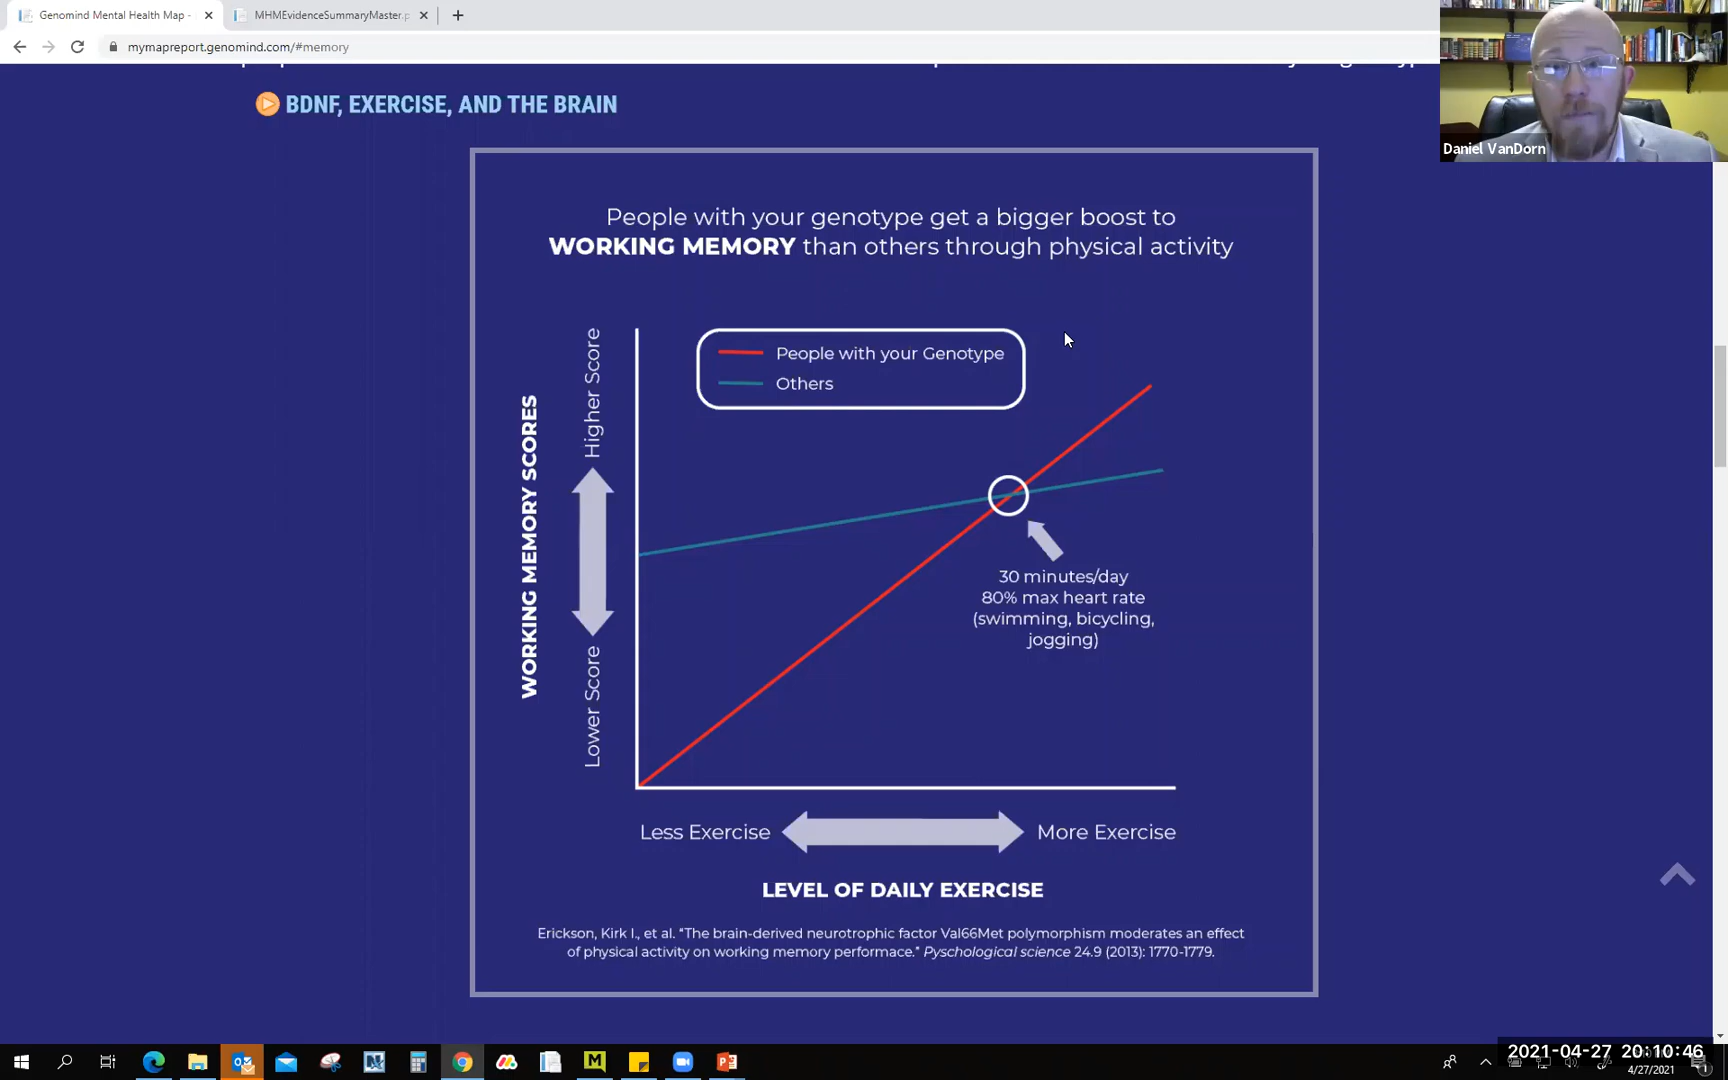 Genomind Mental Health Map -
MHMEvidenceSummaryMaster.p
mymapreport.genomind.com/#memory
Daniel VanDorn
BDNF, EXERCISE, AND THE BRAIN
People with your genotype get a bigger boost to
WORKING MEMORY than others through physical activity
People with your Genotype
Others
WORKING MEMORY SCORES
Higher Score
Lower Score
30 minutes/day
80% max heart rate
(swimming, bicycling,
jogging)
Less Exercise
More Exercise
LEVEL OF DAILY EXERCISE
Erickson, Kirk I., et al. “The brain-derived neurotrophic factor Val66Met polymorphism moderates an effect
of physical activity on working memory performace.” Pyschological science 24.9 (2013): 1770-1779.
2021-04-27 20:10:46
4/27/2021